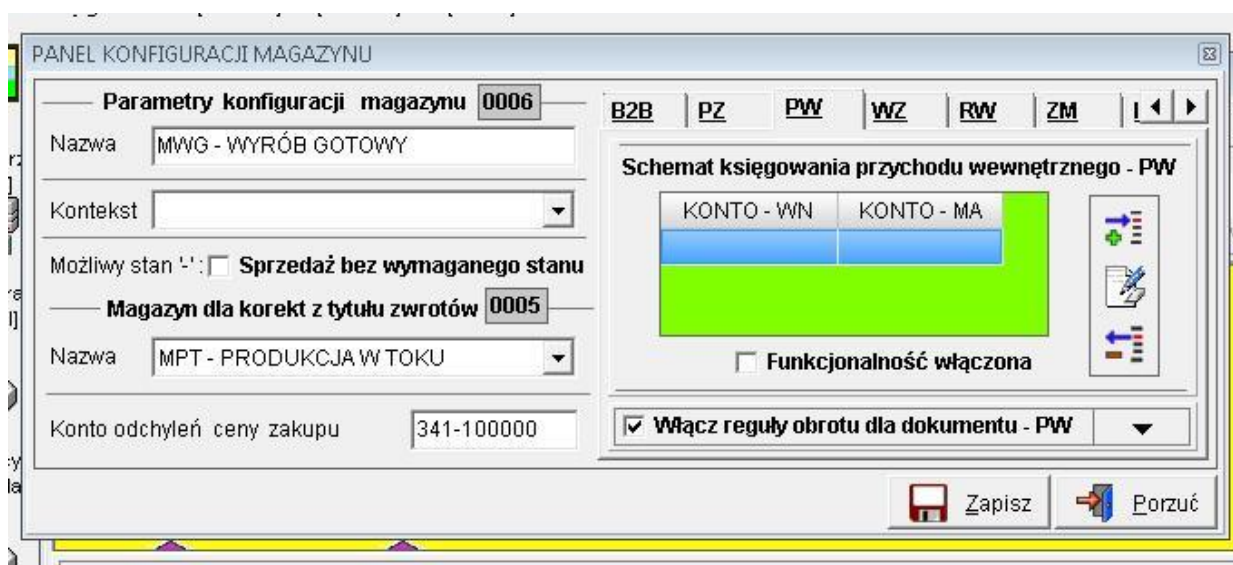 PANEL KONFIGURACJI MAGAZYNU
Parametry konfiguracji magazynu 0006
Nazwa MWG - WYRÓB GOTOWY
Kontekst
Możliwy stan '-' : Sprzedaż bez wymaganego stanu
Magazyn dla korekt z tytułu zwrotów 0005
Nazwa MPT - PRODUKCJA W TOKU
Konto odchyleń ceny zakupu 341-100000
B2B PZ PW WZ RW ZM
Schemat księgowania przychodu wewnętrznego - PW
KONTO - WN KONTO - MA
Funkcjonalność włączona
Włącz reguły obrotu dla dokumentu - PW
Zapisz Porzuć